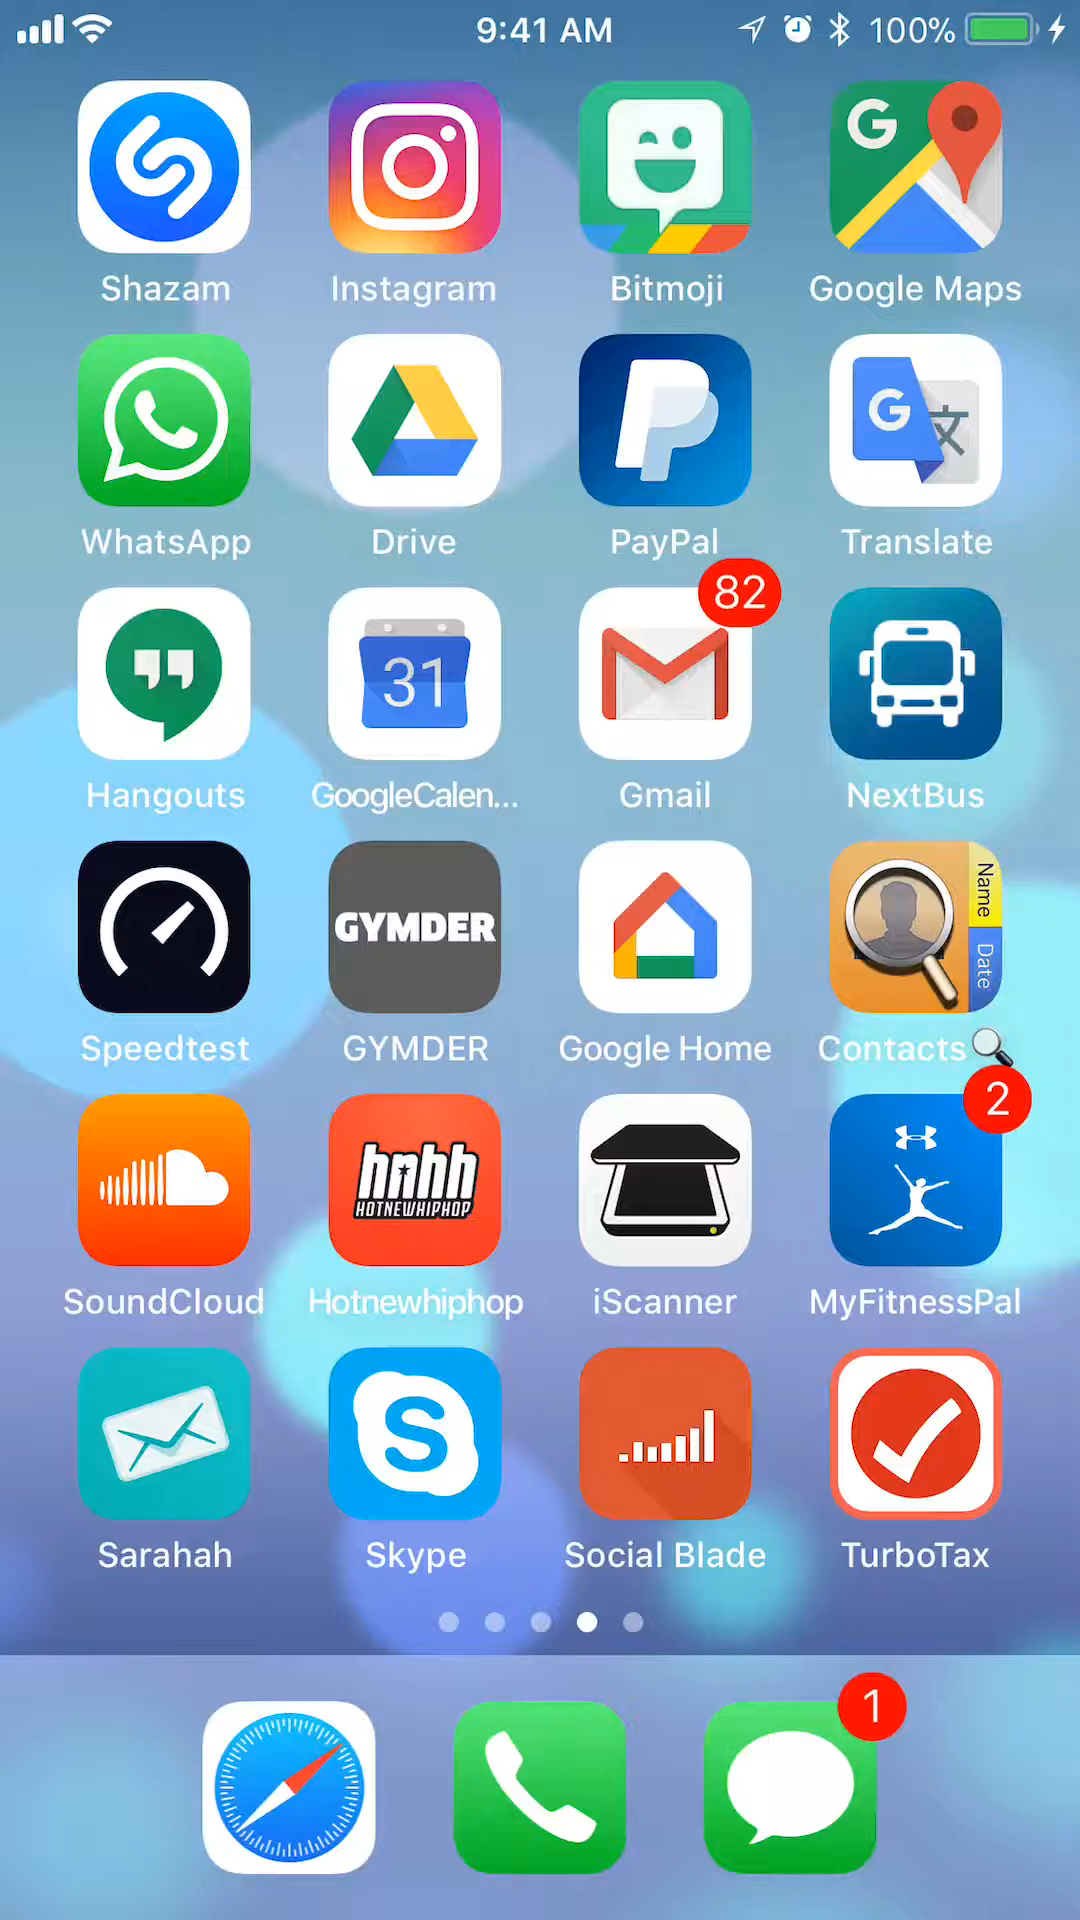 9:41 AM 100%
G
Shazam Instagram Bitmoji Google Maps
G 文
WhatsApp Drive PayPal Translate
82
31
Hangouts GoogleCalen... Gmail NextBus
GYMDER
Name
Date
Speedtest GYMDER Google Home Contacts
2
hnhh
HOTNEWHIPHOP
SoundCloud Hotnewhiphop iScanner MyFitnessPal
S
Sarahah Skype Social Blade TurboTax
1